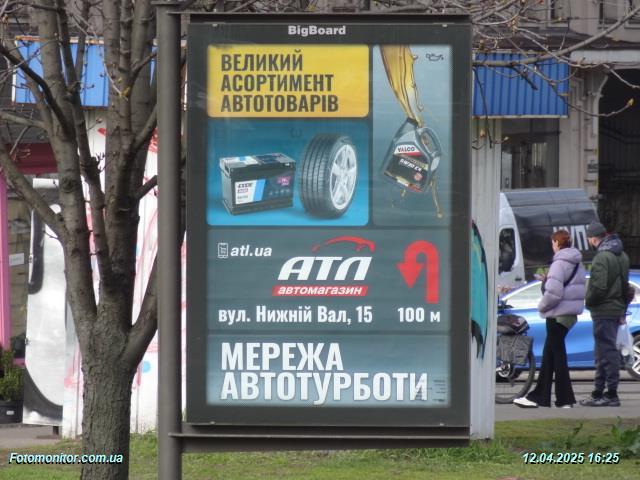 BigBoard
ВЕЛИКИЙ
АСОРТИМЕНТ
АВТОТОВАРІВ
atl.ua
АТЛ
автомагазин
вул. Нижній Вал, 15
100 м
МЕРЕЖА
АВТОТУРБОТИ
Fotomonitor.com.ua
12.04.2025 16:25